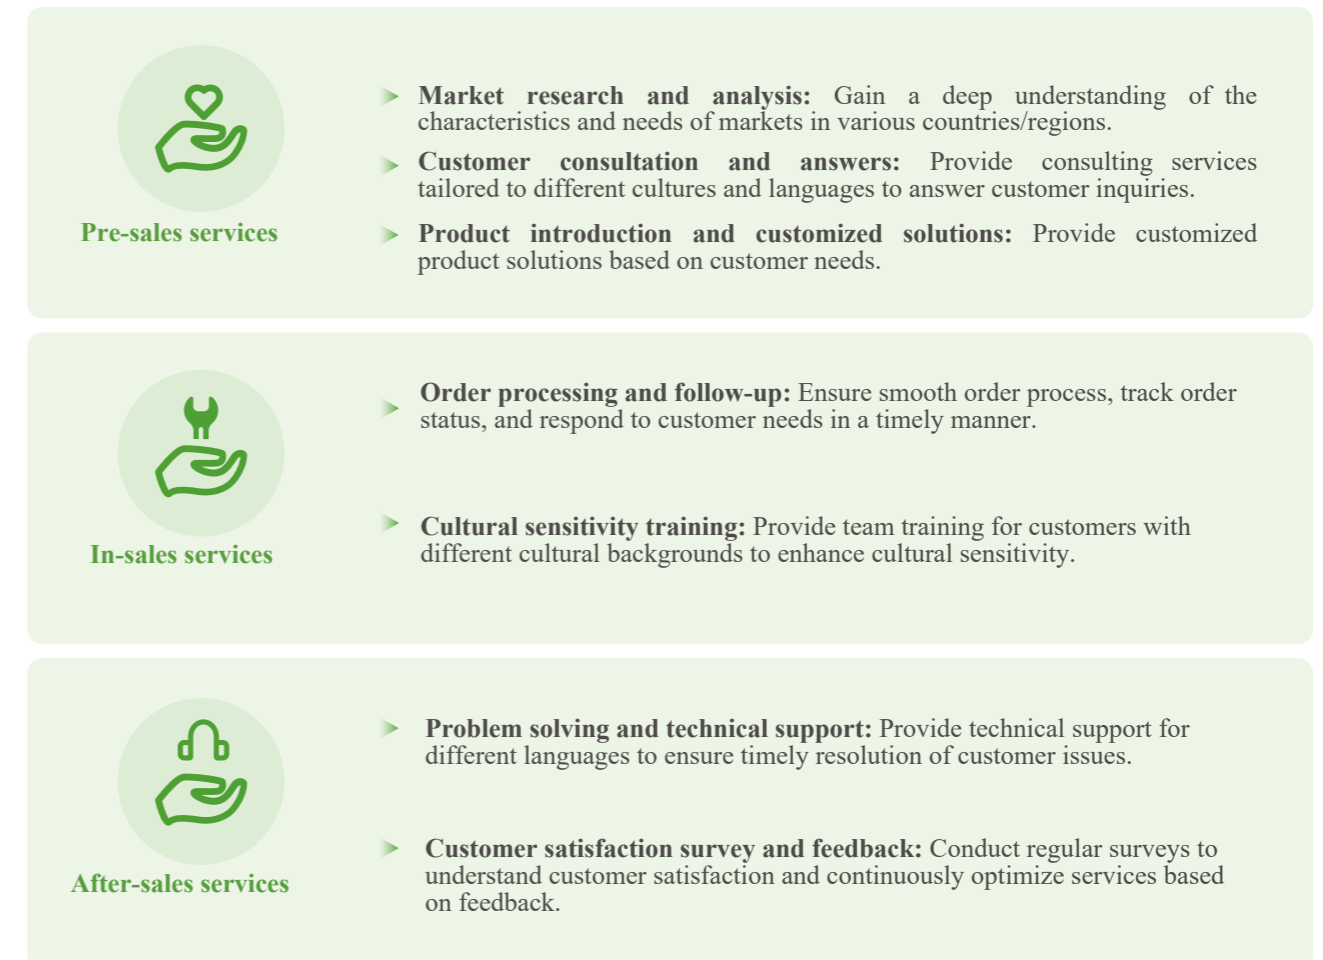 Market research and analysis: Gain a deep understanding of the
characteristics and needs of markets in various countries/regions.
Customer consultation and answers: Provide consulting services
tailored to different cultures and languages to answer customer inquiries.
Pre-sales services
Product introduction and customized solutions: Provide customized
product solutions based on customer needs.
Order processing and follow-up: Ensure smooth order process, track order
status, and respond to customer needs in a timely manner.
In-sales services
Cultural sensitivity training: Provide team training for customers with
different cultural backgrounds to enhance cultural sensitivity.
Problem solving and technical support: Provide technical support for
different languages to ensure timely resolution of customer issues.
After-sales services
Customer satisfaction survey and feedback: Conduct regular surveys to
understand customer satisfaction and continuously optimize services based
on feedback.